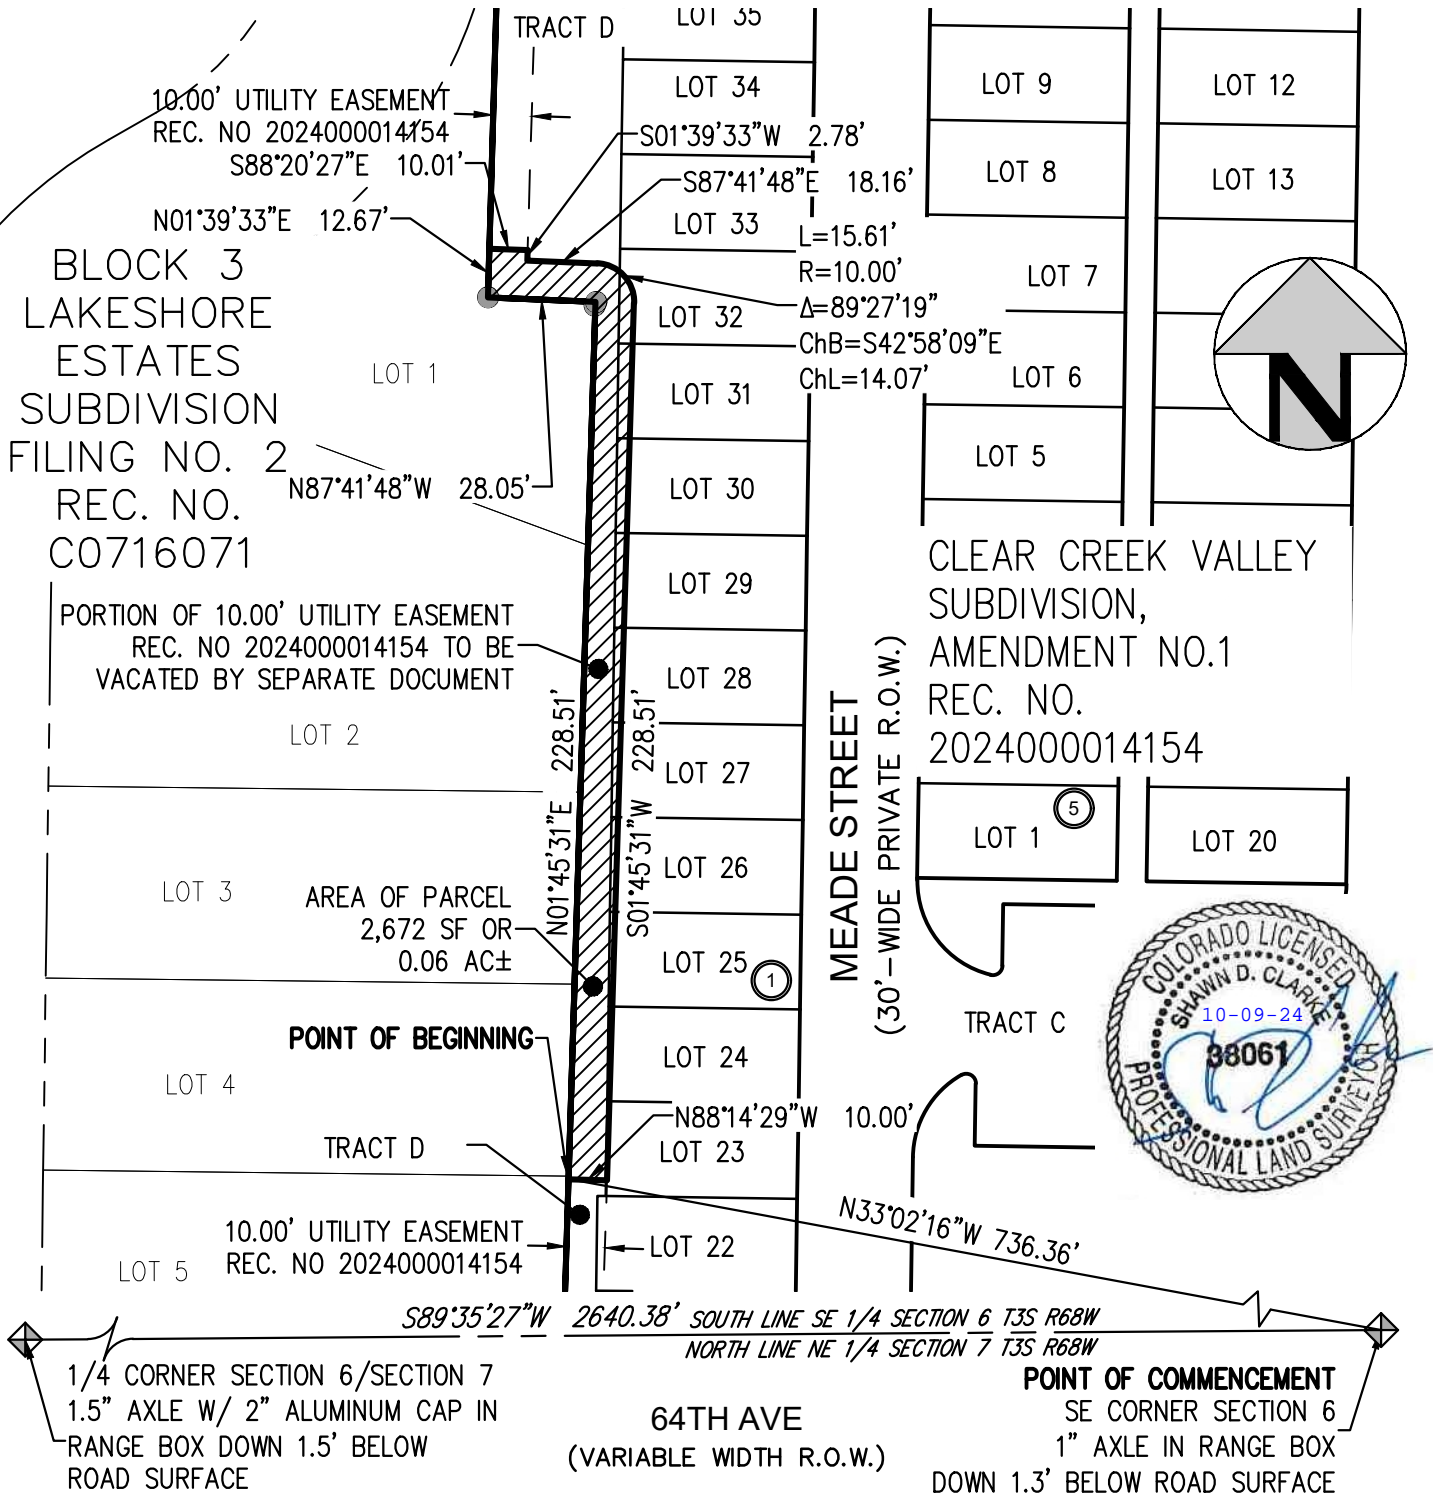 TRACT D
LOT 35
LOT 34
LOT 9
LOT 12
10.00' UTILITY EASEMENT
REC. NO 2024000014154
S88°20'27"E 10.01'
S01°39'33"W 2.78'
S87°41'48"E 18.16'
LOT 8
LOT 13
N01°39'33"E 12.67'
LOT 33
L=15.61'
R=10.00'
Δ=89°27'19"
ChB=S42°58'09"E
ChL=14.07'
LOT 7
BLOCK 3
LAKESHORE
ESTATES
SUBDIVISION
FILING NO. 2
REC. NO.
C0716071
LOT 32
LOT 1
LOT 31
LOT 6
N
LOT 5
N87°41'48"W 28.05'
LOT 30
CLEAR CREEK VALLEY
SUBDIVISION,
AMENDMENT NO.1
REC. NO.
2024000014154
LOT 29
PORTION OF 10.00' UTILITY EASEMENT
REC. NO 2024000014154 TO BE
VACATED BY SEPARATE DOCUMENT
LOT 28
LOT 2
N01°45'31"E 228.51'
S01°45'31"W 228.51'
LOT 27
MEADE STREET
(30'-WIDE PRIVATE R.O.W.)
5
LOT 1
LOT 20
LOT 26
LOT 3
AREA OF PARCEL
2,672 SF OR
0.06 AC±
LOT 25
1
COLORADO LICENSED
SHAWN D. CLARKE
10-09-24
38061
PROFESSIONAL LAND SURVEYOR
TRACT C
POINT OF BEGINNING
LOT 24
LOT 4
N88°14'29"W 10.00'
TRACT D
LOT 23
N33°02'16"W 736.36'
10.00' UTILITY EASEMENT
REC. NO 2024000014154
LOT 22
LOT 5
S89°35'27"W 2640.38' SOUTH LINE SE 1/4 SECTION 6 T3S R68W
NORTH LINE NE 1/4 SECTION 7 T3S R68W
1/4 CORNER SECTION 6/SECTION 7
1.5" AXLE W/ 2" ALUMINUM CAP IN
RANGE BOX DOWN 1.5' BELOW
ROAD SURFACE
64TH AVE
(VARIABLE WIDTH R.O.W.)
POINT OF COMMENCEMENT
SE CORNER SECTION 6
1" AXLE IN RANGE BOX
DOWN 1.3' BELOW ROAD SURFACE